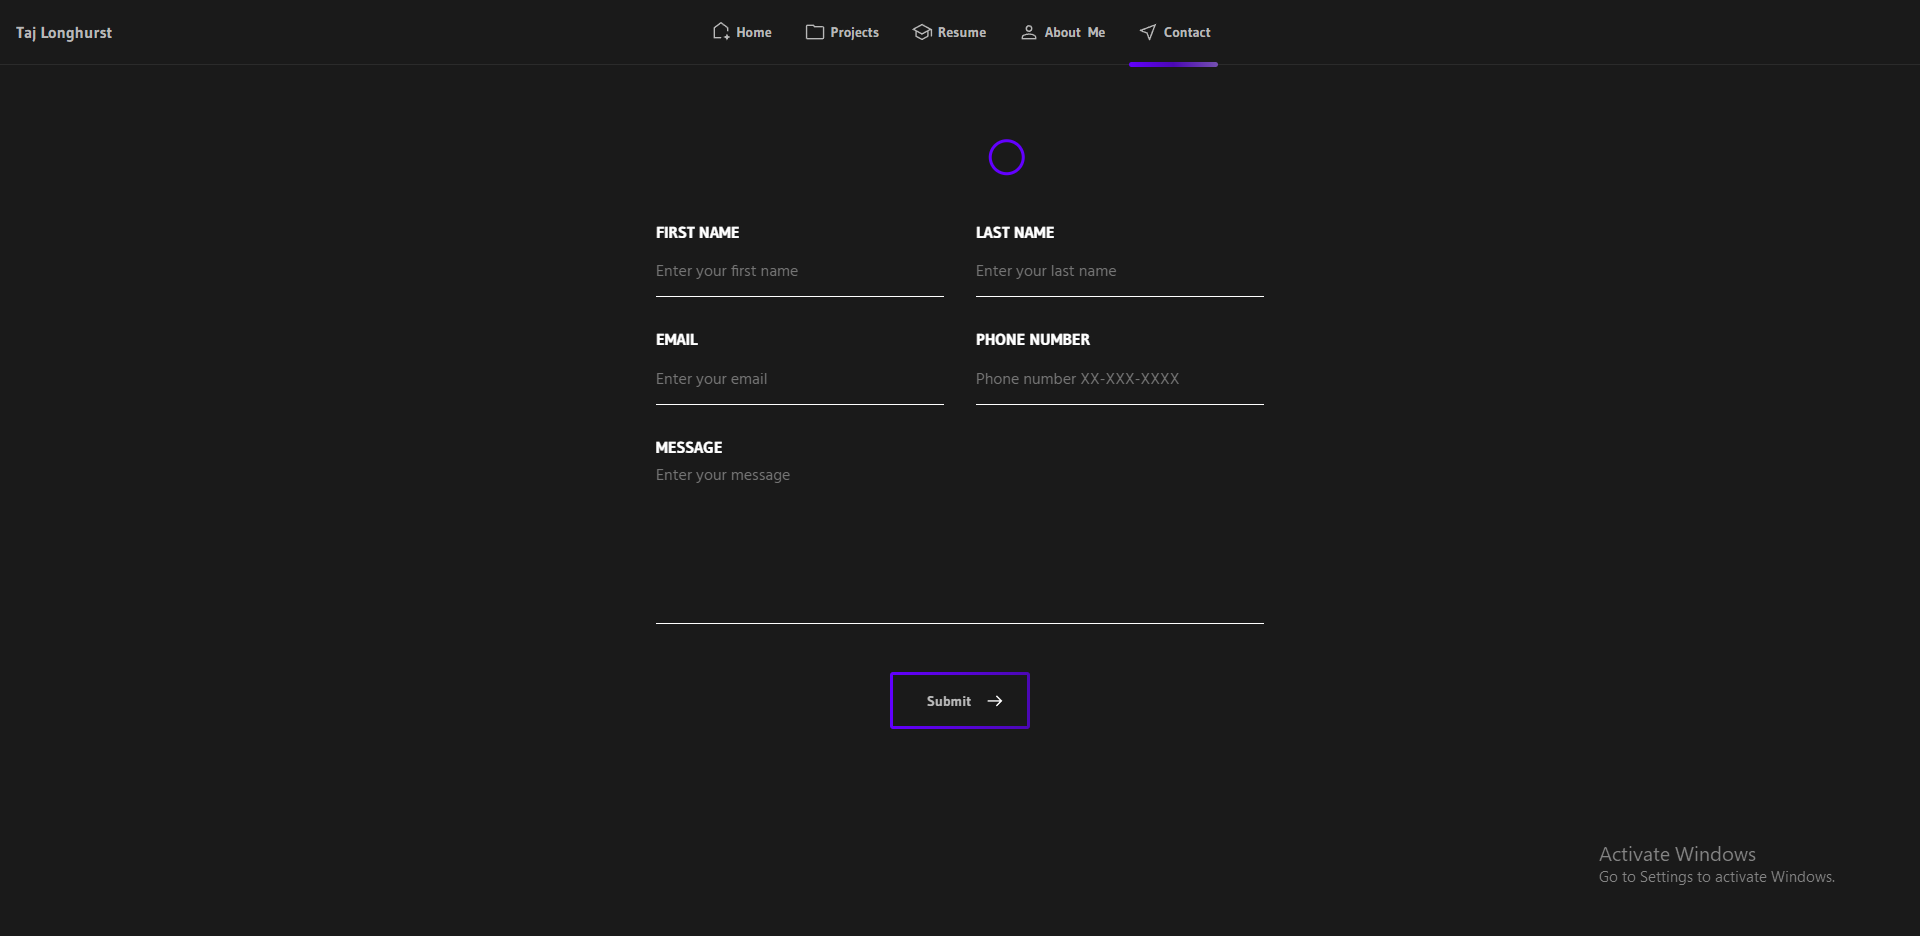 Taj Longhurst
Home Projects Resume About Me Contact
FIRST NAME LAST NAME
Enter your first name Enter your last name
EMAIL PHONE NUMBER
Enter your email Phone number XX-XXX-XXXX
MESSAGE
Enter your message
Submit
Activate Windows
Go to Settings to activate Windows.